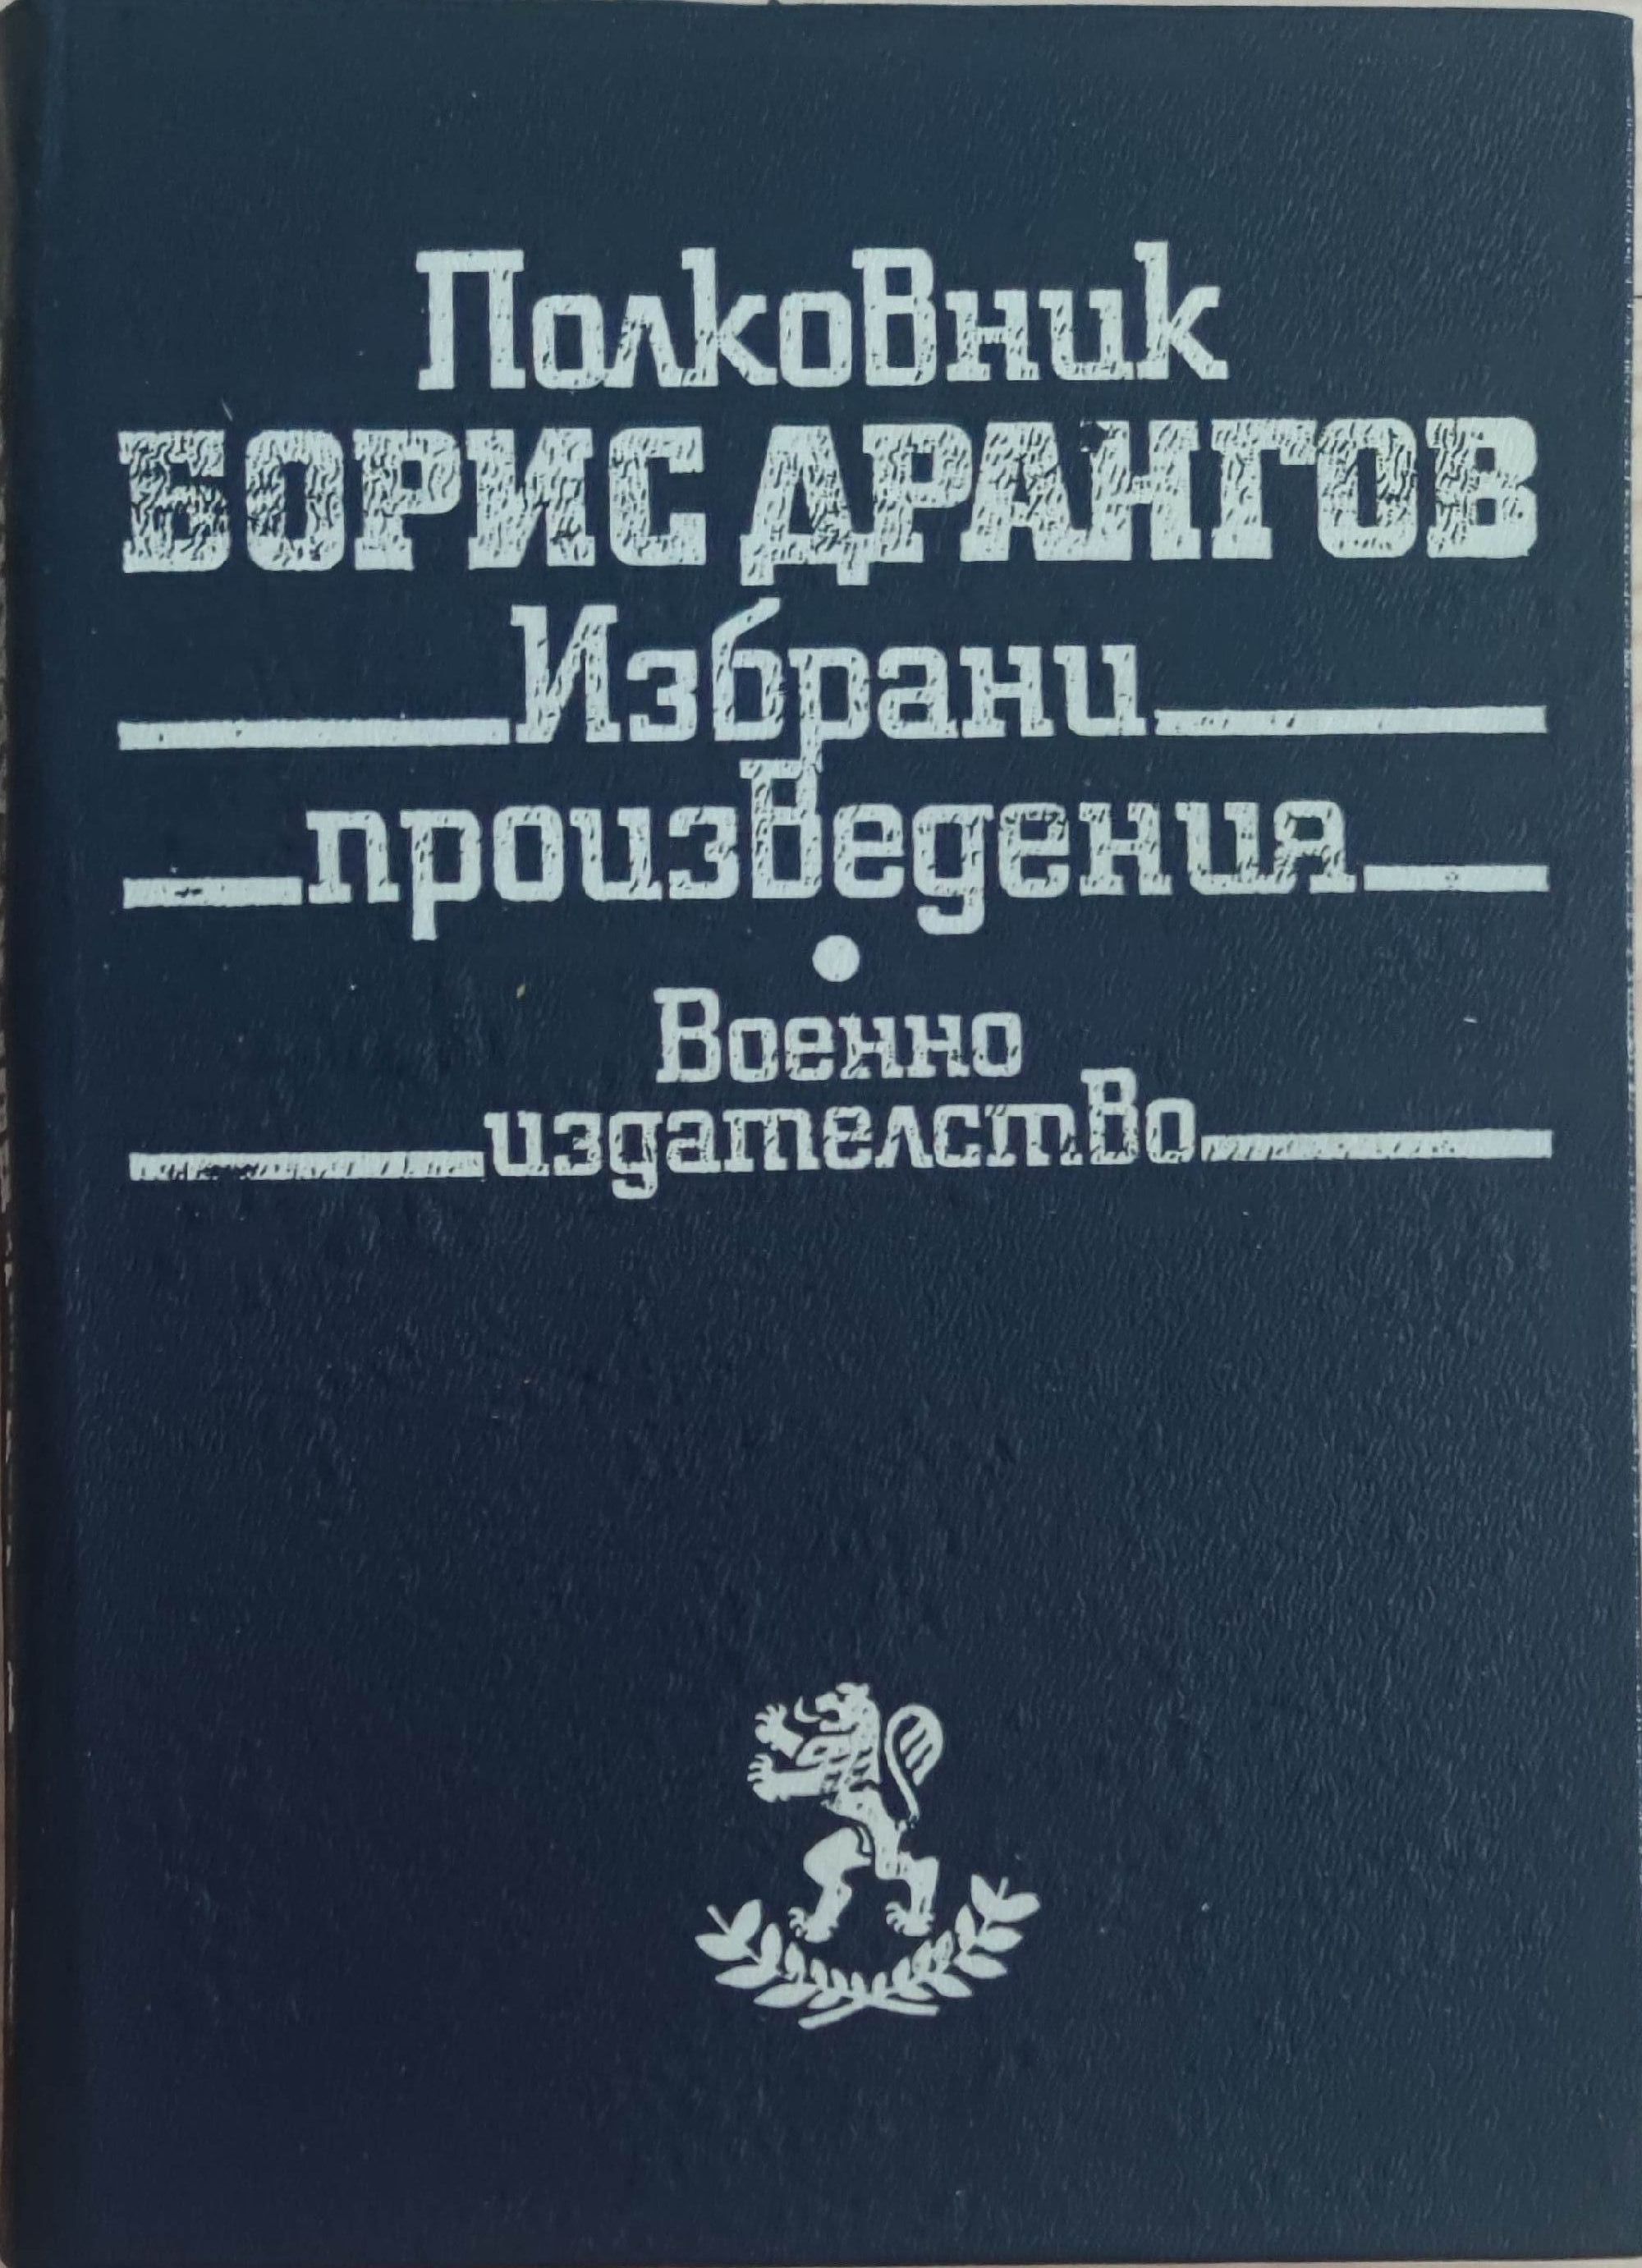 Полковник
БОРИС ДРАНГОВ
Избрани
произведения
Военно
издателство